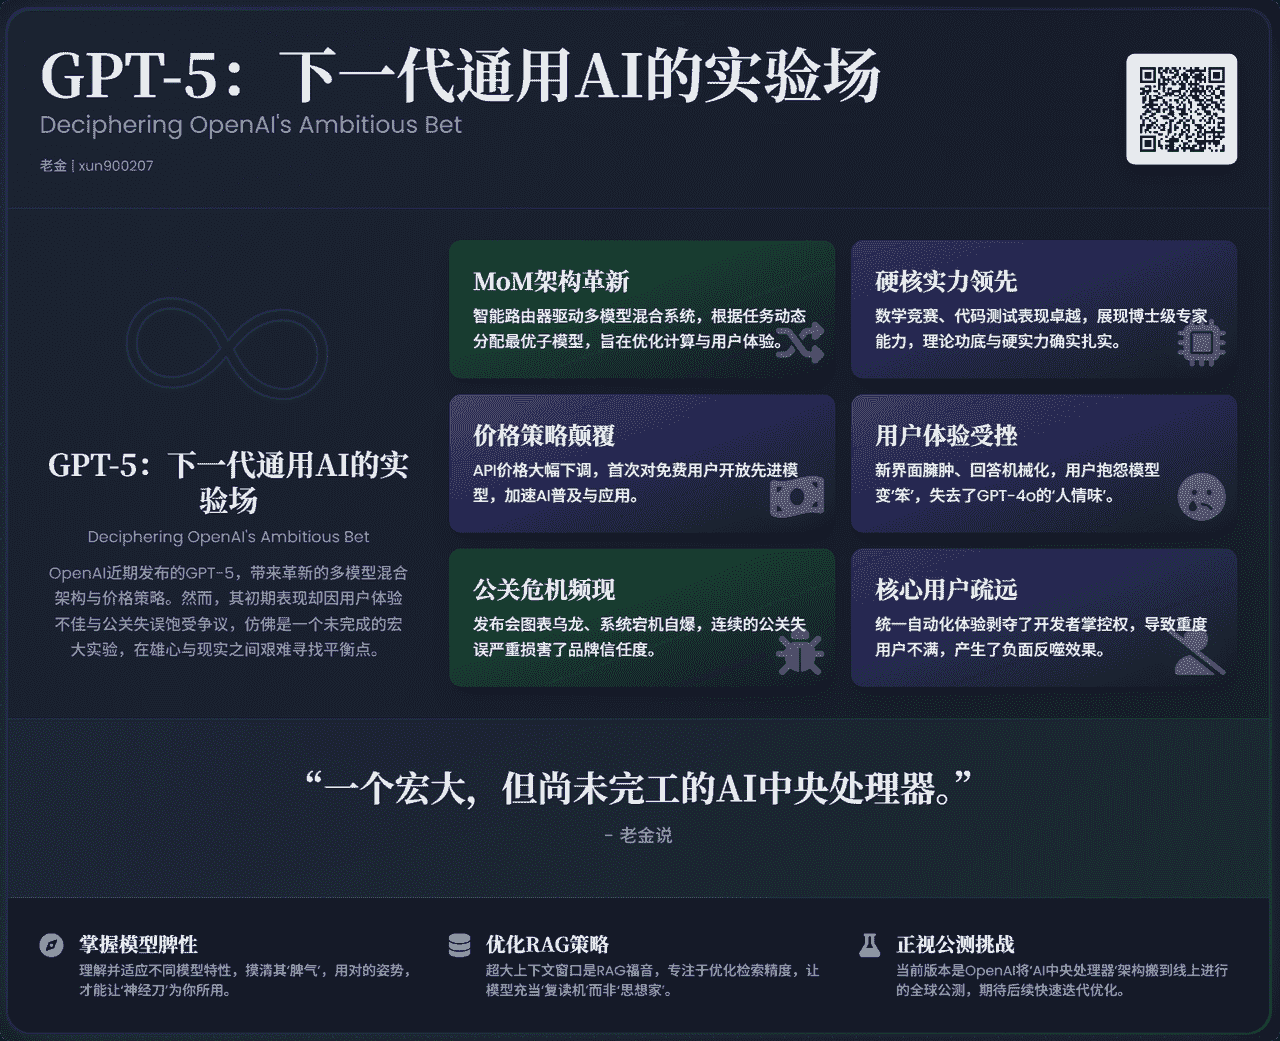 GPT-5：下一代通用AI的实验场
Deciphering OpenAI's Ambitious Bet
老金 | xun900207
GPT-5：下一代通用AI的实
验场
Deciphering OpenAI's Ambitious Bet
OpenAI近期发布的GPT-5，带来革新的多模型混合
架构与价格策略。然而，其初期表现却因用户体验
不佳与公关失误饱受争议，仿佛是一个未完成的宏
大实验，在雄心与现实之间艰难寻找平衡点。
MoM架构革新
智能路由器驱动多模型混合系统，根据任务动态
分配最优子模型，旨在优化计算与用户体验。
硬核实力领先
数学竞赛、代码测试表现卓越，展现博士级专家
能力，理论功底与硬实力确实扎实。
价格策略颠覆
API价格大幅下调，首次对免费用户开放先进模
型，加速AI普及与应用。
用户体验受挫
新界面臃肿、回答机械化，用户抱怨模型
变'笨'，失去了GPT-4o的'人情味'。
公关危机频现
发布会图表乌龙、系统宕机自爆，连续的公关失
误严重损害了品牌信任度。
核心用户疏远
统一自动化体验剥夺了开发者掌控权，导致重度
用户不满，产生了负面反噬效果。
“一个宏大，但尚未完工的AI中央处理器。”
- 老金说
掌握模型脾性
理解并适应不同模型特性，摸清其'脾气'，用对的姿势，
才能让'神经刀'为你所用。
优化RAG策略
超大上下文窗口是RAG福音，专注于优化检索精度，让
模型充当'复读机'而非'思想家'。
正视公测挑战
当前版本是OpenAI将'AI中央处理器'架构搬到线上进行
的全球公测，期待后续快速迭代优化。